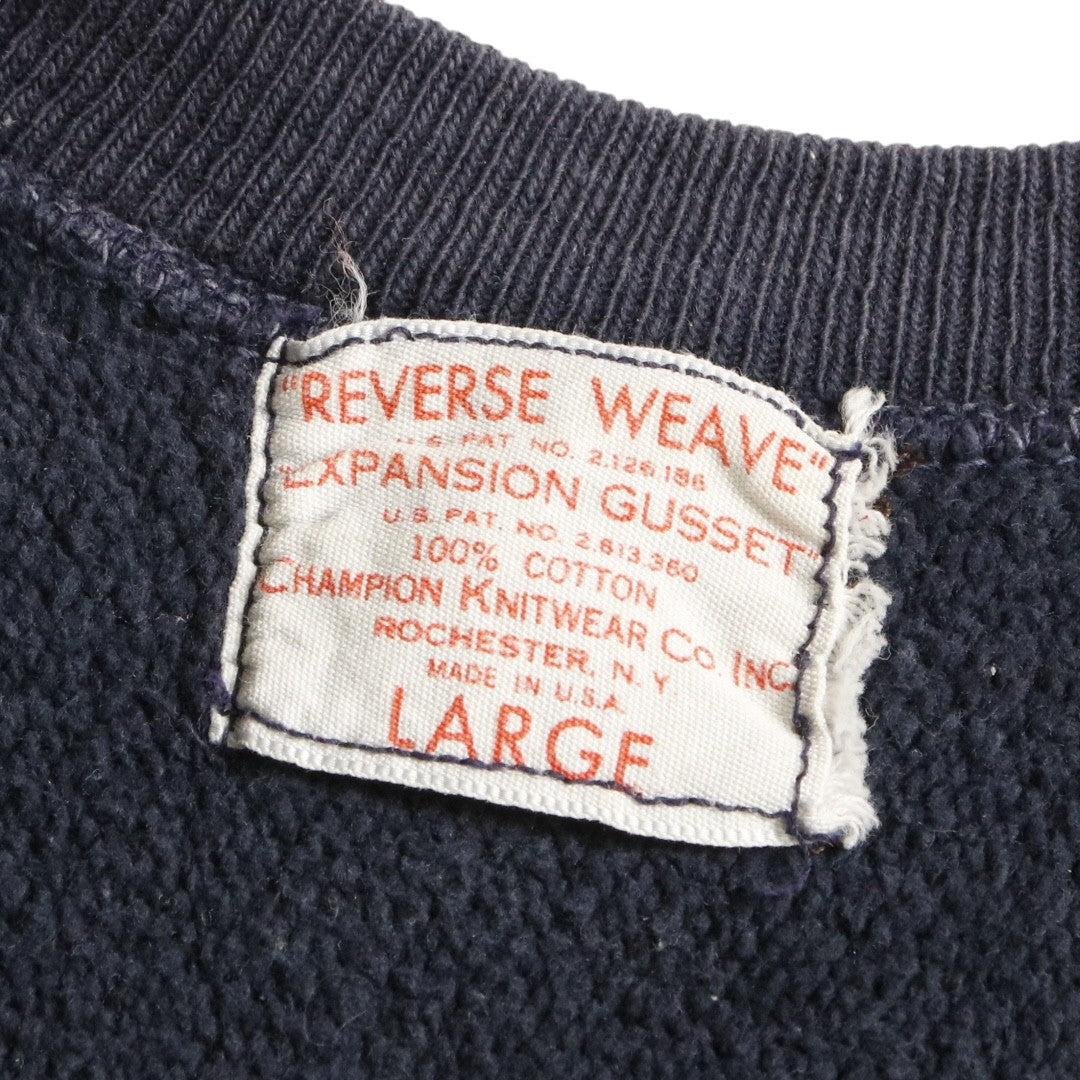 "REVERSE WEAVE"
U.S. PAT. NO. 2.126.186
"EXPANSION GUSSET"
U.S. PAT. NO. 2.613.360
100% COTTON
CHAMPION KNITWEAR CO. INC.
ROCHESTER, N.Y.
MADE IN U.S.A.
LARGE